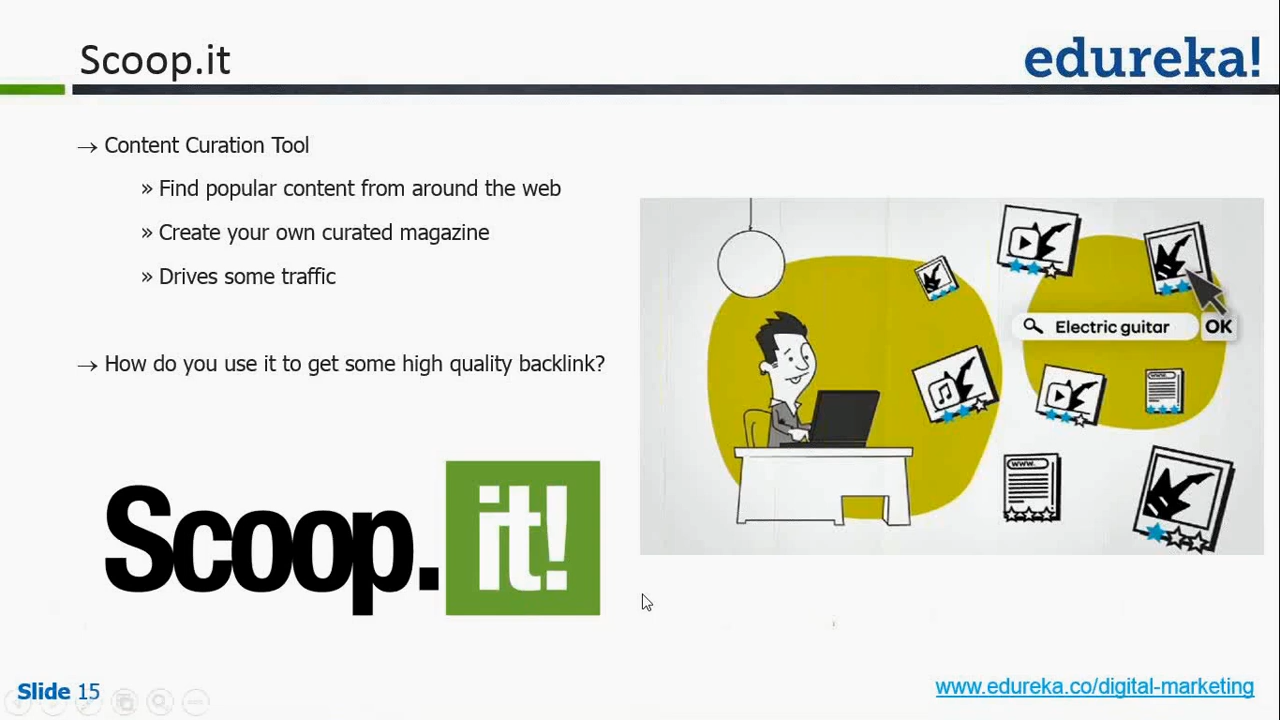 Scoop.it
edureka!
→ Content Curation Tool
» Find popular content from around the web
» Create your own curated magazine
» Drives some traffic
→ How do you use it to get some high quality backlink?
Electric guitar OK
www.
www.
Scoop.it!
Slide 15
www.edureka.co/digital-marketing